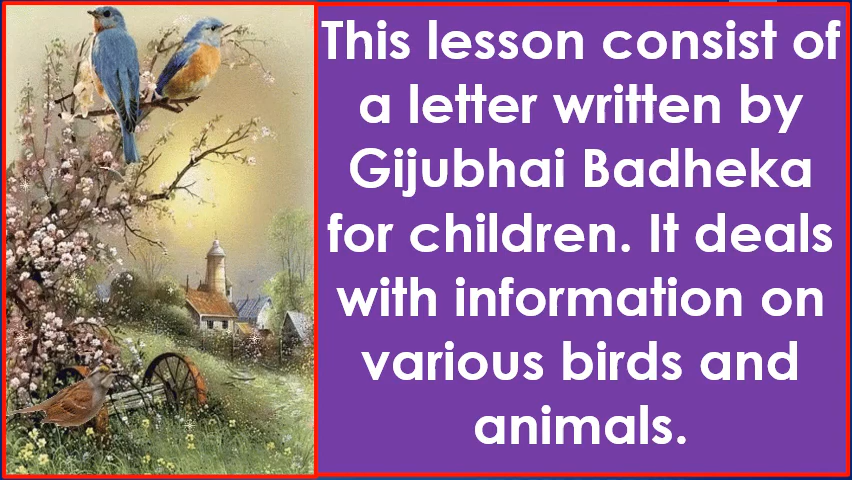 This lesson consist of
a letter written by
Gijubhai Badheka
for children. It deals
with information on
various birds and
animals.